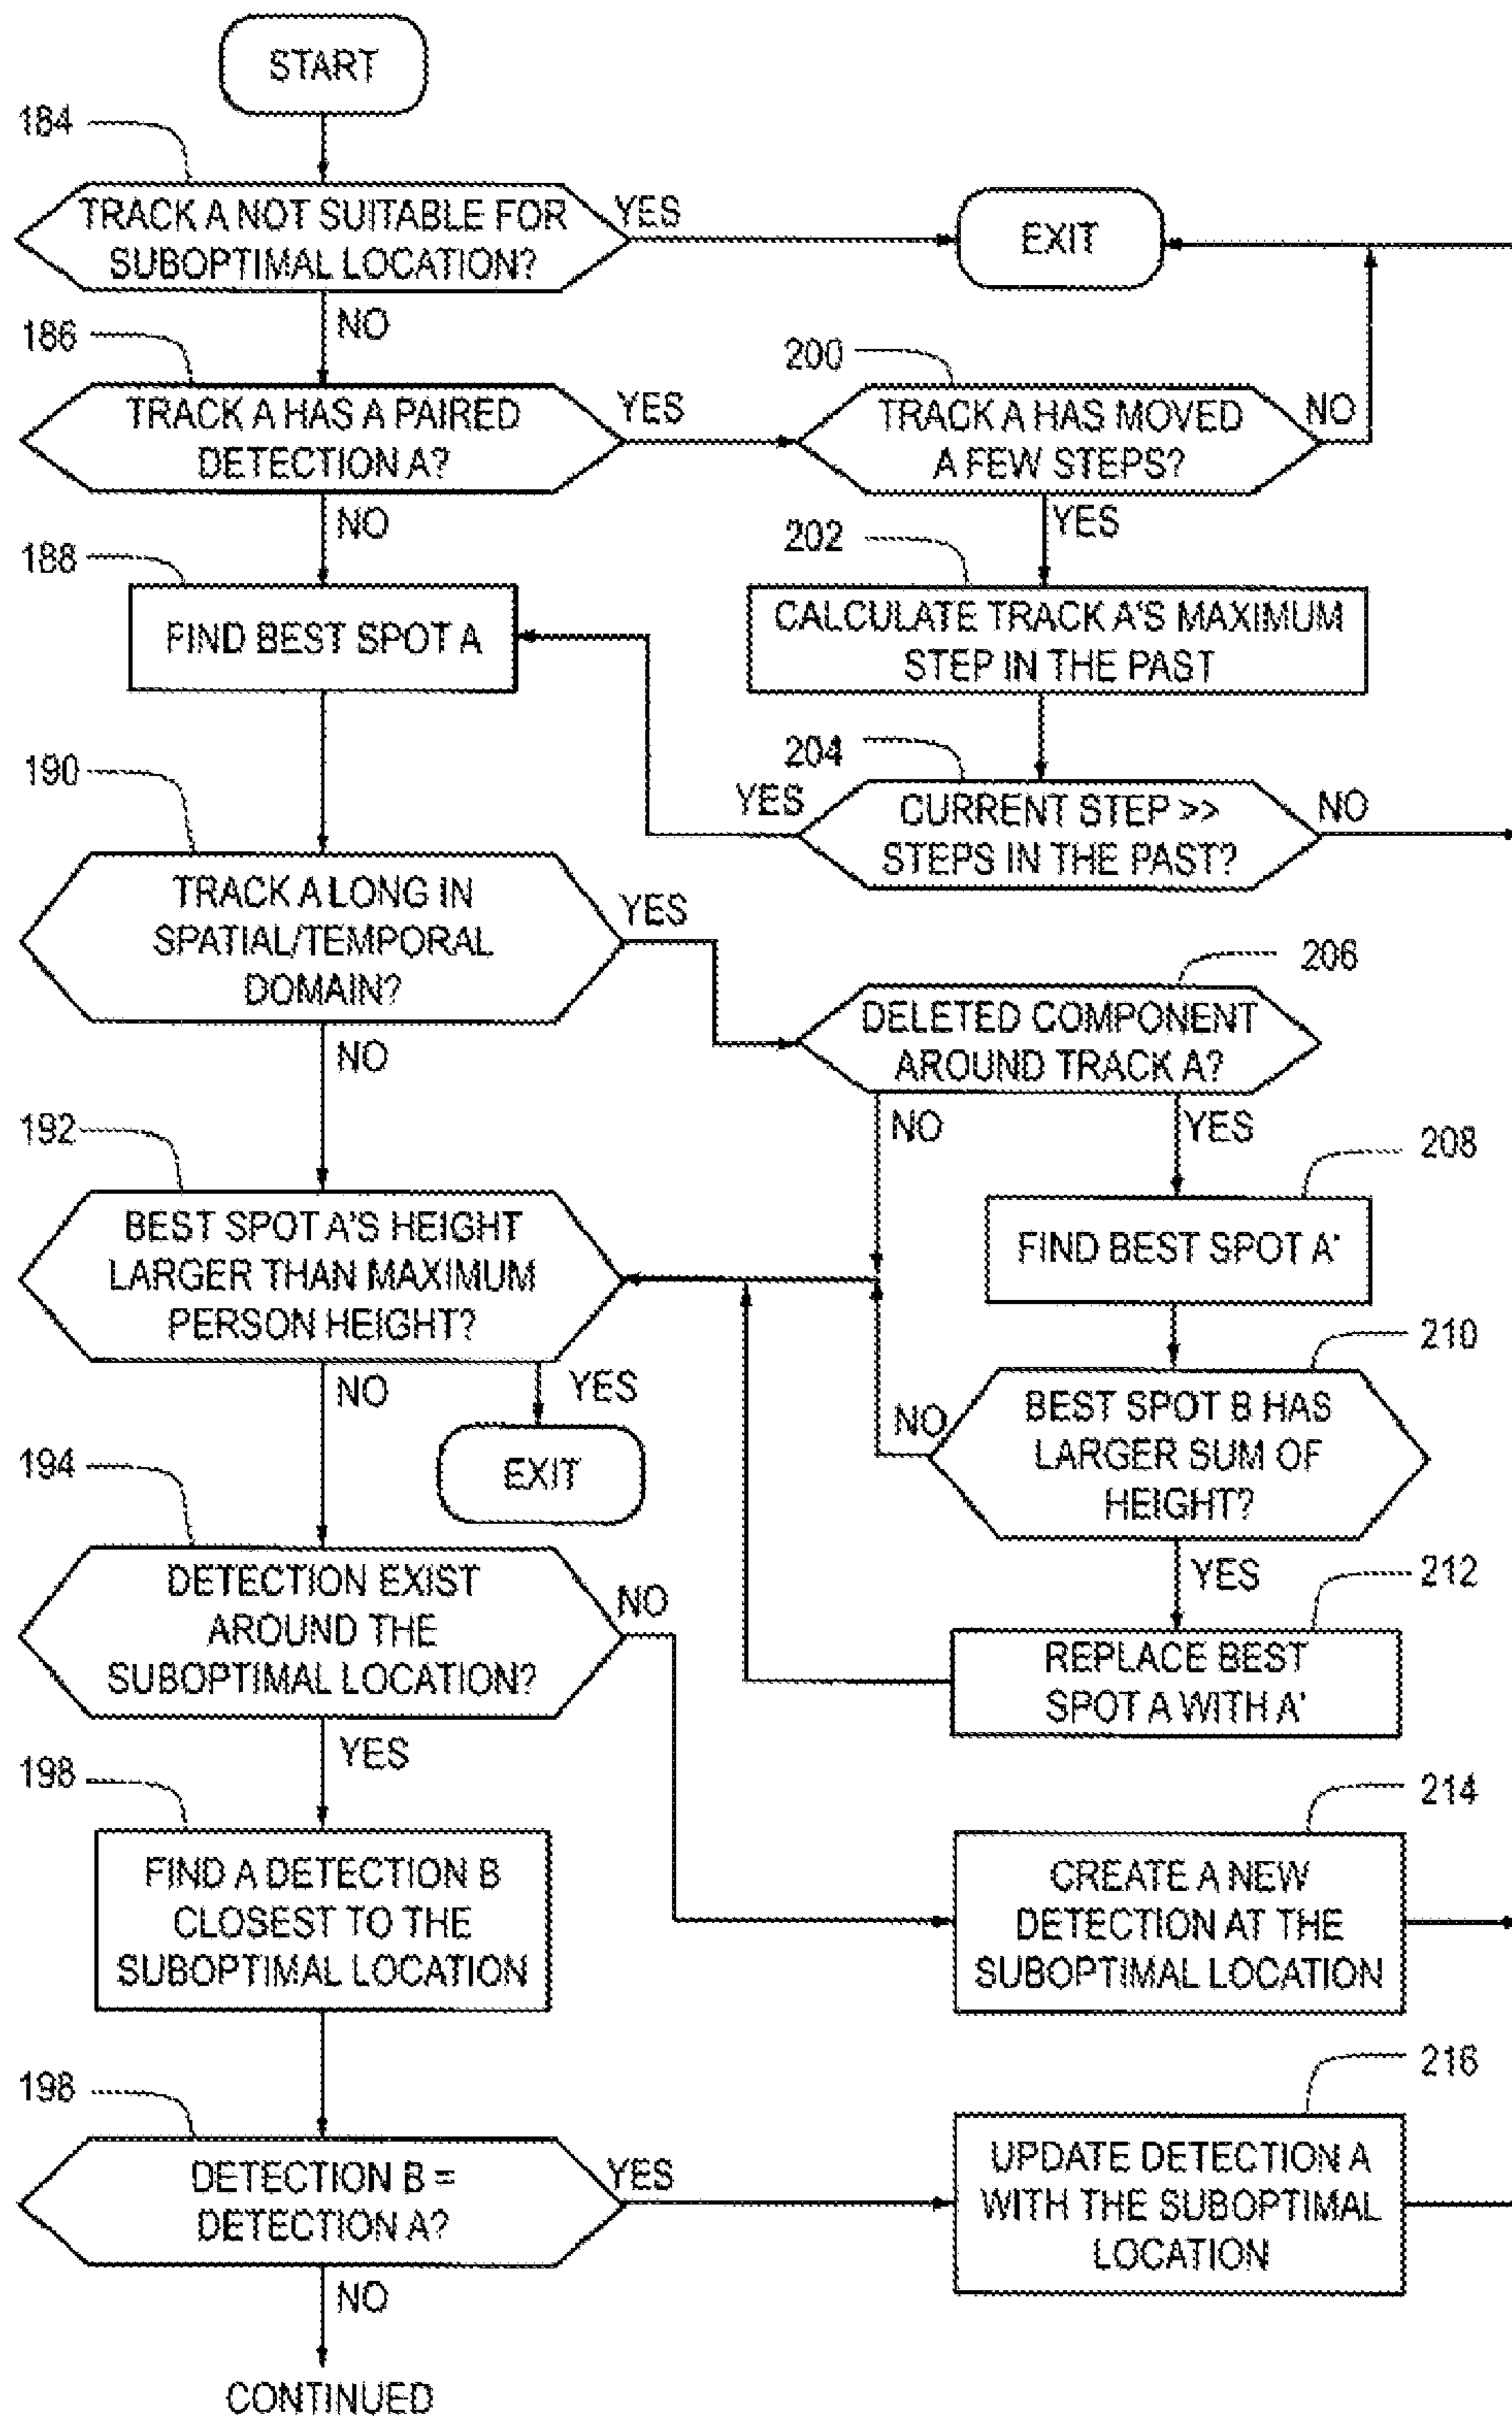 START
184
TRACK A NOT SUITABLE FOR
SUBOPTIMAL LOCATION?
YES
EXIT
NO
186
TRACK A HAS A PAIRED
DETECTION A?
YES
200
TRACK A HAS MOVED
A FEW STEPS?
NO
NO
YES
188
FIND BEST SPOT A
202
CALCULATE TRACK A'S MAXIMUM
STEP IN THE PAST
204
YES
CURRENT STEP >>
STEPS IN THE PAST?
NO
190
TRACK A LONG IN
SPATIAL/TEMPORAL
DOMAIN?
YES
NO
206
DELETED COMPONENT
AROUND TRACK A?
NO
YES
192
BEST SPOT A'S HEIGHT
LARGER THAN MAXIMUM
PERSON HEIGHT?
NO
YES
EXIT
208
FIND BEST SPOT A'
210
NO
BEST SPOT B HAS
LARGER SUM OF
HEIGHT?
YES
194
DETECTION EXIST
AROUND THE
SUBOPTIMAL LOCATION?
NO
YES
212
REPLACE BEST
SPOT A WITH A'
198
FIND A DETECTION B
CLOSEST TO THE
SUBOPTIMAL LOCATION
214
CREATE A NEW
DETECTION AT THE
SUBOPTIMAL LOCATION
198
DETECTION B =
DETECTION A?
YES
NO
216
UPDATE DETECTION A
WITH THE SUBOPTIMAL
LOCATION
CONTINUED